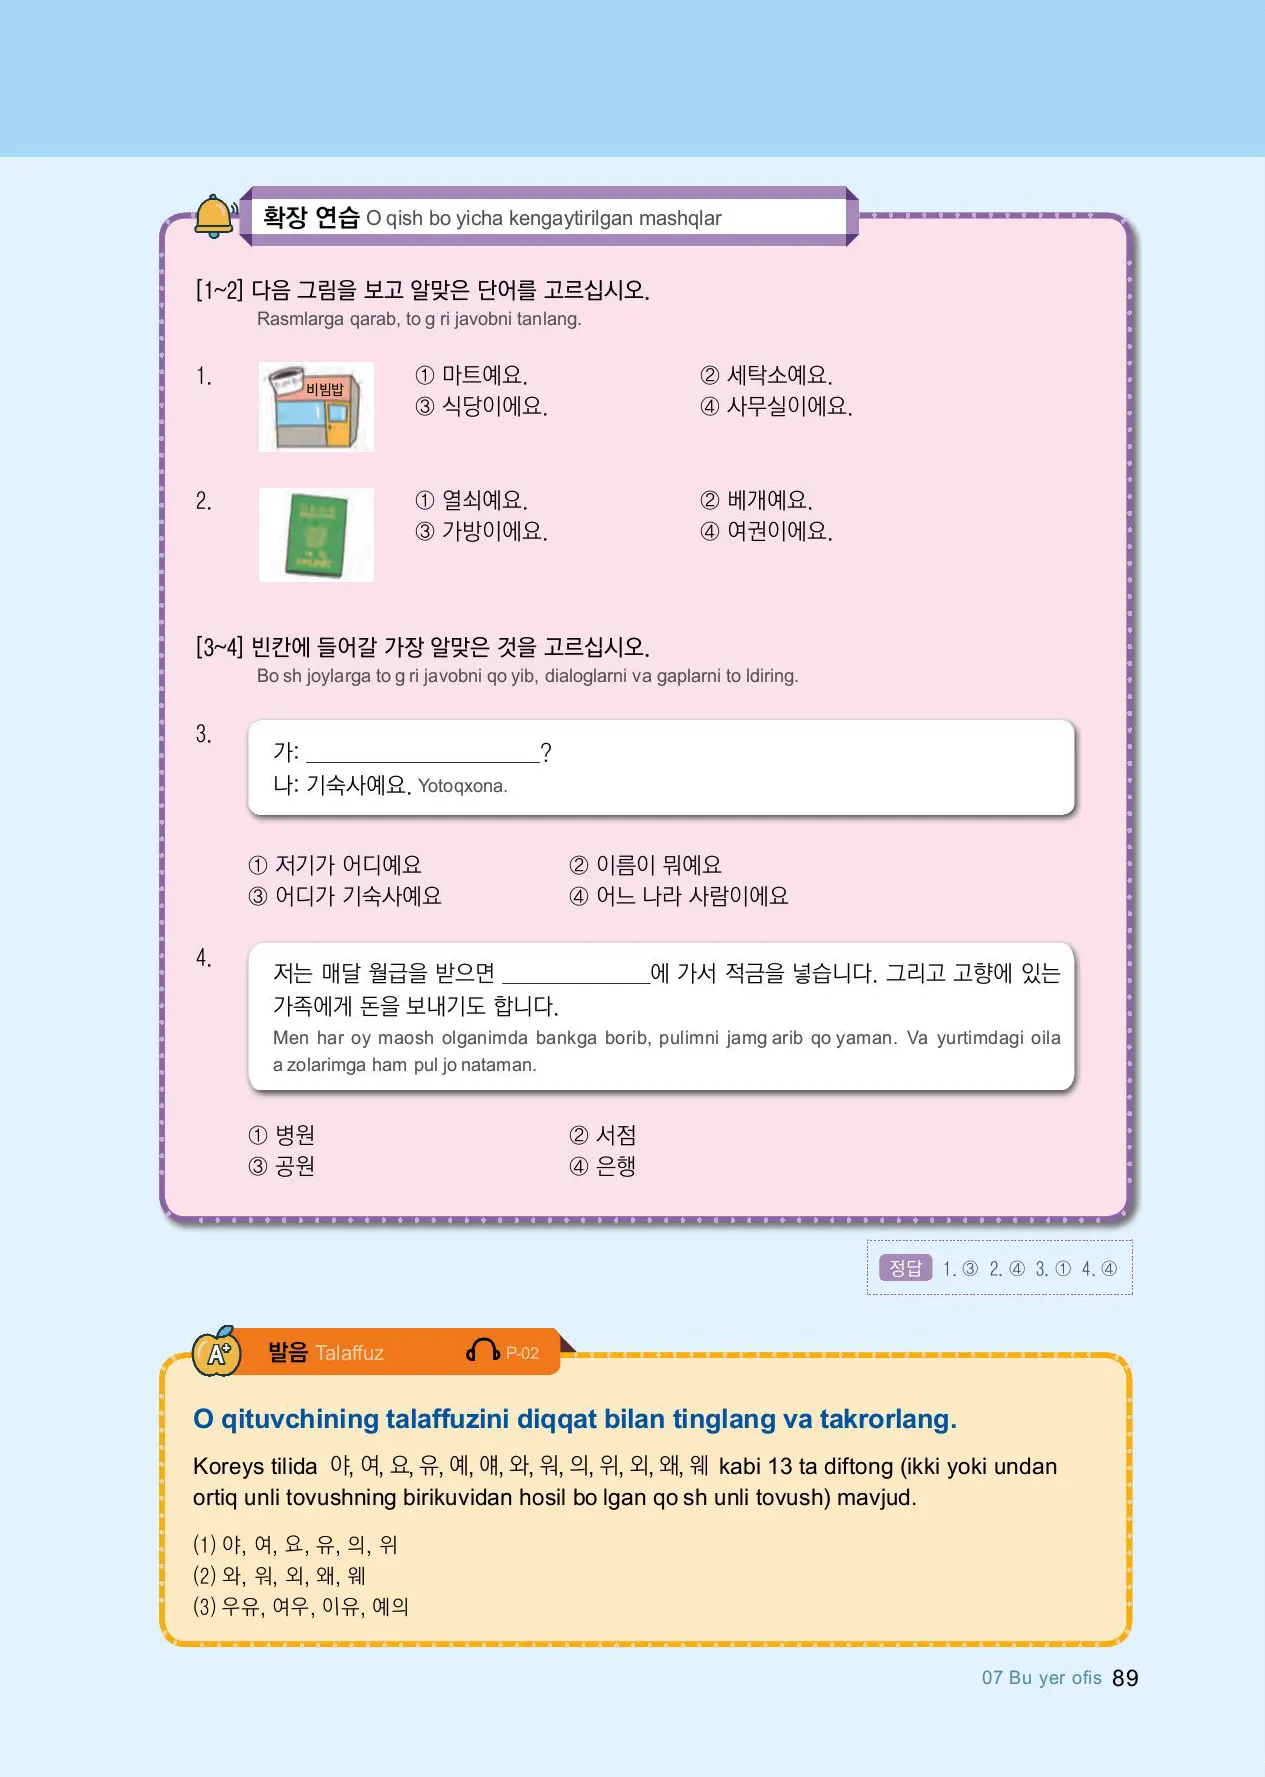 확장 연습 O qish bo yicha kengaytirilgan mashqlar
[1~2] 다음 그림을 보고 알맞은 단어를 고르십시오.
Rasmlarga qarab, to g ri javobni tanlang.
1.
비빔밥
① 마트예요. ② 세탁소예요.
③ 식당이에요. ④ 사무실이에요.
2.
① 열쇠예요. ② 베개예요.
③ 가방이에요. ④ 여권이에요.
[3~4] 빈칸에 들어갈 가장 알맞은 것을 고르십시오.
Bo sh joylarga to g ri javobni qo yib, dialoglarni va gaplarni to ldiring.
3.
가: ____________________?
나: 기숙사예요. Yotoqxona.
① 저기가 어디예요 ② 이름이 뭐예요
③ 어디가 기숙사예요 ④ 어느 나라 사람이에요
4.
저는 매달 월급을 받으면 ____________에 가서 적금을 넣습니다. 그리고 고향에 있는
가족에게 돈을 보내기도 합니다.
Men har oy maosh olganimda bankga borib, pulimni jamg arib qo yaman. Va yurtimdagi oila
a zolarimga ham pul jo nataman.
① 병원 ② 서점
③ 공원 ④ 은행
정답 1. ③ 2. ④ 3. ① 4. ④
A+ 발음 Talaffuz P-02
O qituvchining talaffuzini diqqat bilan tinglang va takrorlang.
Koreys tilida 야, 여, 요, 유, 예, 얘, 와, 워, 의, 위, 외, 왜, 웨 kabi 13 ta diftong (ikki yoki undan
ortiq unli tovushning birikuvidan hosil bo lgan qo sh unli tovush) mavjud.
(1) 야, 여, 요, 유, 의, 위
(2) 와, 워, 외, 왜, 웨
(3) 우유, 여우, 이유, 예의
07 Bu yer ofis 89